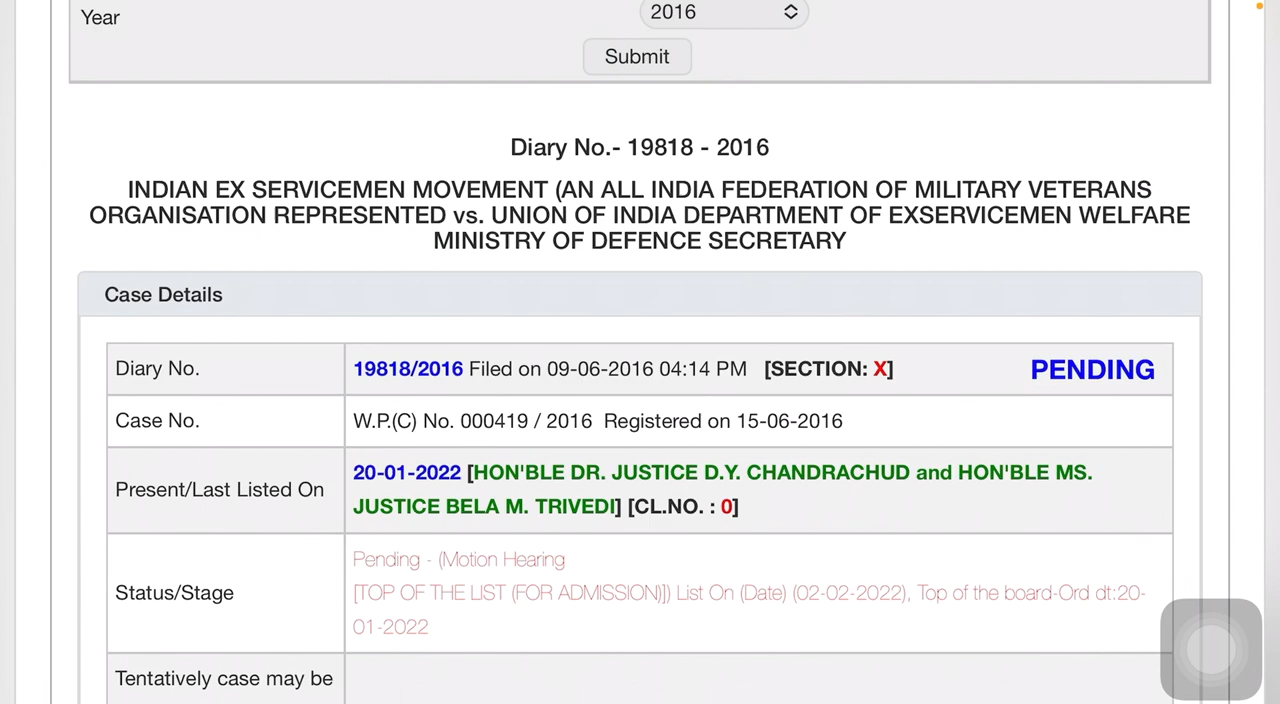 Year
2016
Submit
Diary No.- 19818 - 2016
INDIAN EX SERVICEMEN MOVEMENT (AN ALL INDIA FEDERATION OF MILITARY VETERANS
ORGANISATION REPRESENTED vs. UNION OF INDIA DEPARTMENT OF EXSERVICEMEN WELFARE
MINISTRY OF DEFENCE SECRETARY
Case Details
Diary No.
19818/2016 Filed on 09-06-2016 04:14 PM [SECTION: X]
PENDING
Case No.
W.P.(C) No. 000419 / 2016 Registered on 15-06-2016
Present/Last Listed On
20-01-2022 [HON'BLE DR. JUSTICE D.Y. CHANDRACHUD and HON'BLE MS.
JUSTICE BELA M. TRIVEDI] [CL.NO. : 0]
Status/Stage
Pending - (Motion Hearing
[TOP OF THE LIST (FOR ADMISSION)]) List On (Date) (02-02-2022), Top of the board-Ord dt:20-
01-2022
Tentatively case may be